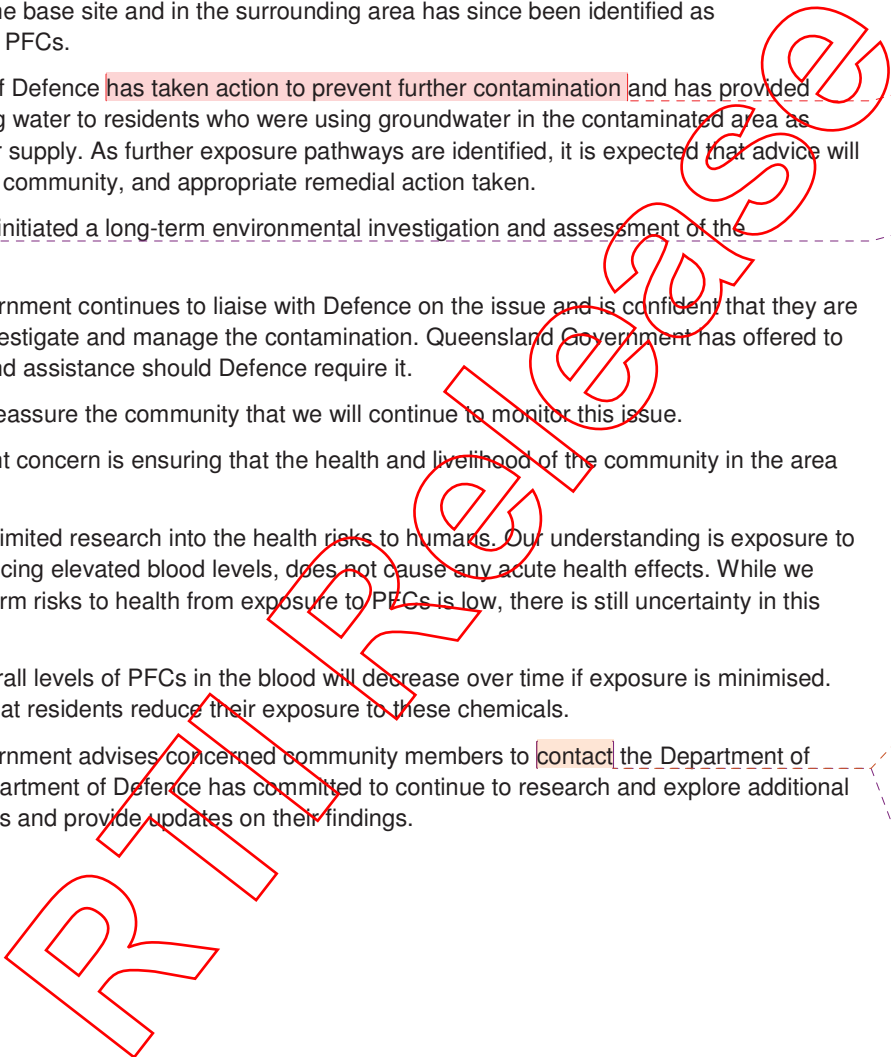 ne base site and in the surrounding area has since been identified as
PFCs.
f Defence has taken action to prevent further contamination and has provided
g water to residents who were using groundwater in the contaminated area as
r supply. As further exposure pathways are identified, it is expected that advice will
community, and appropriate remedial action taken.
initiated a long-term environmental investigation and assessment of the
rnment continues to liaise with Defence on the issue and is confident that they are
estigate and manage the contamination. Queensland Government has offered to
nd assistance should Defence require it.
eassure the community that we will continue to monitor this issue.
nt concern is ensuring that the health and livelihood of the community in the area
imited research into the health risks to humans. Our understanding is exposure to
cing elevated blood levels, does not cause any acute health effects. While we
rm risks to health from exposure to PFCs is low, there is still uncertainty in this
rall levels of PFCs in the blood will decrease over time if exposure is minimised.
at residents reduce their exposure to these chemicals.
rnment advises concerned community members to contact the Department of
artment of Defence has committed to continue to research and explore additional
s and provide updates on their findings.
RTI Release